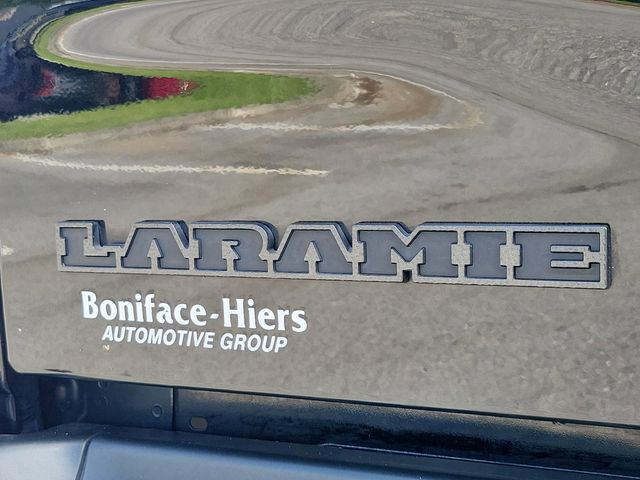 LARAMIE
Boniface-Hiers
AUTOMOTIVE GROUP